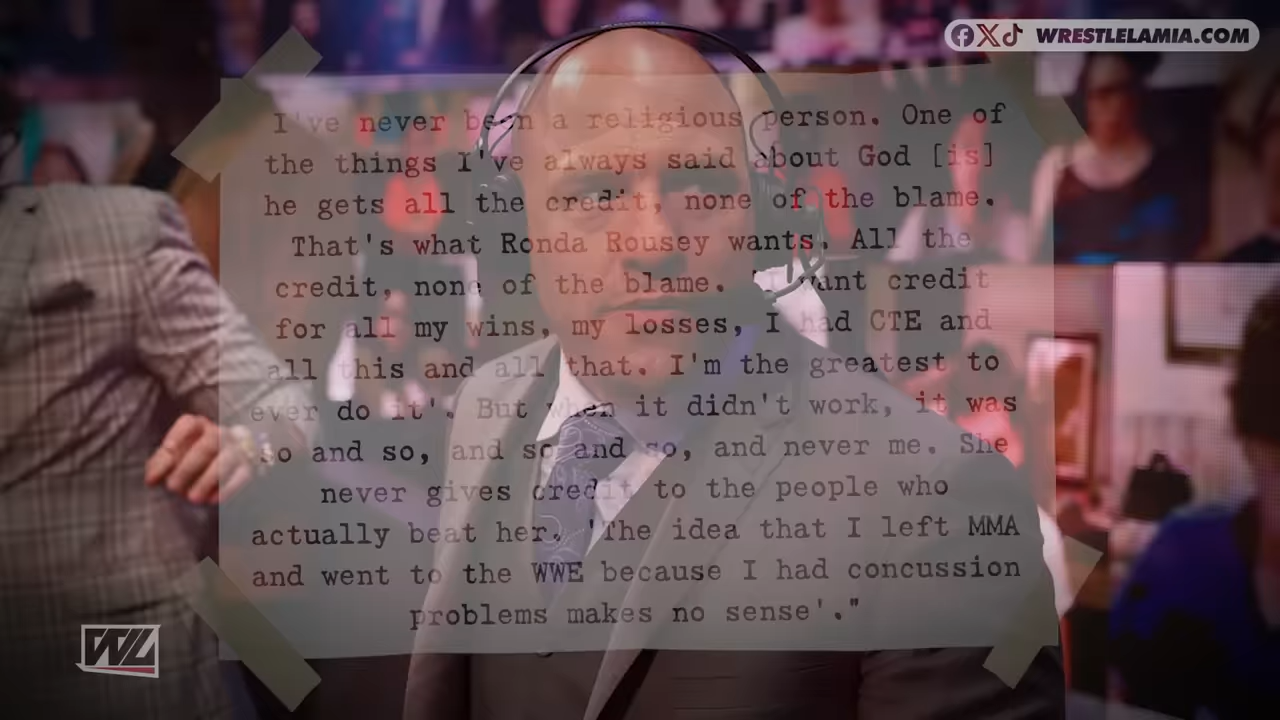 WRESTLELAMIA.COM
I've never been a religious person. One of
the things I've always said about God [is]
he gets all the credit, none of the blame.
That's what Ronda Rousey wants. All the
credit, none of the blame. 'I want credit
for all my wins, my losses, I had CTE and
all this and all that. I'm the greatest to
ever do it'. But when it didn't work, it was
so and so, and so and so, and never me. She
never gives credit to the people who
actually beat her. 'The idea that I left MMA
and went to the WWE because I had concussion
problems makes no sense'."
WL